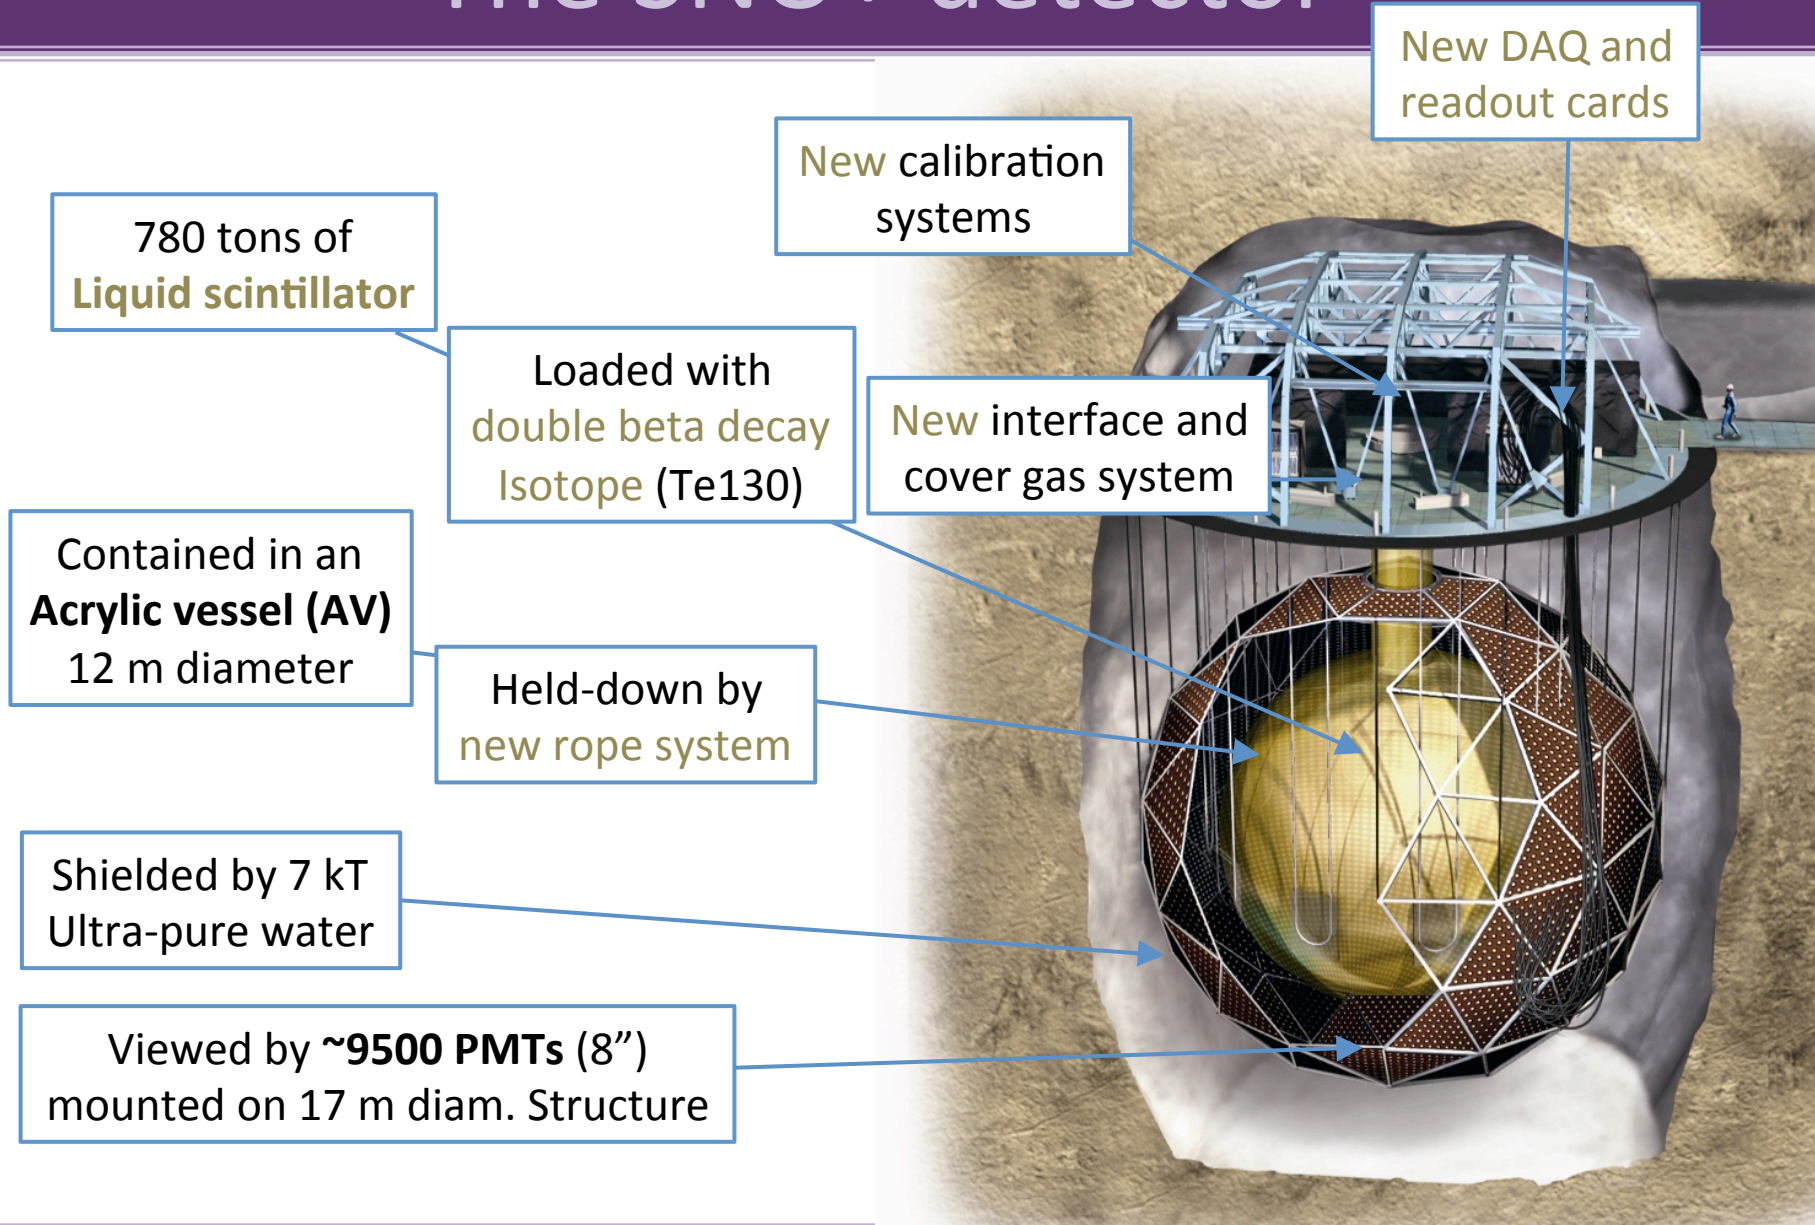 The SNO+ detector
New DAQ and
readout cards
New calibration
systems
780 tons of
Liquid scintillator
Loaded with
double beta decay
Isotope (Te130)
New interface and
cover gas system
Contained in an
Acrylic vessel (AV)
12 m diameter
Held-down by
new rope system
Shielded by 7 kT
Ultra-pure water
Viewed by ~9500 PMTs (8”)
mounted on 17 m diam. Structure